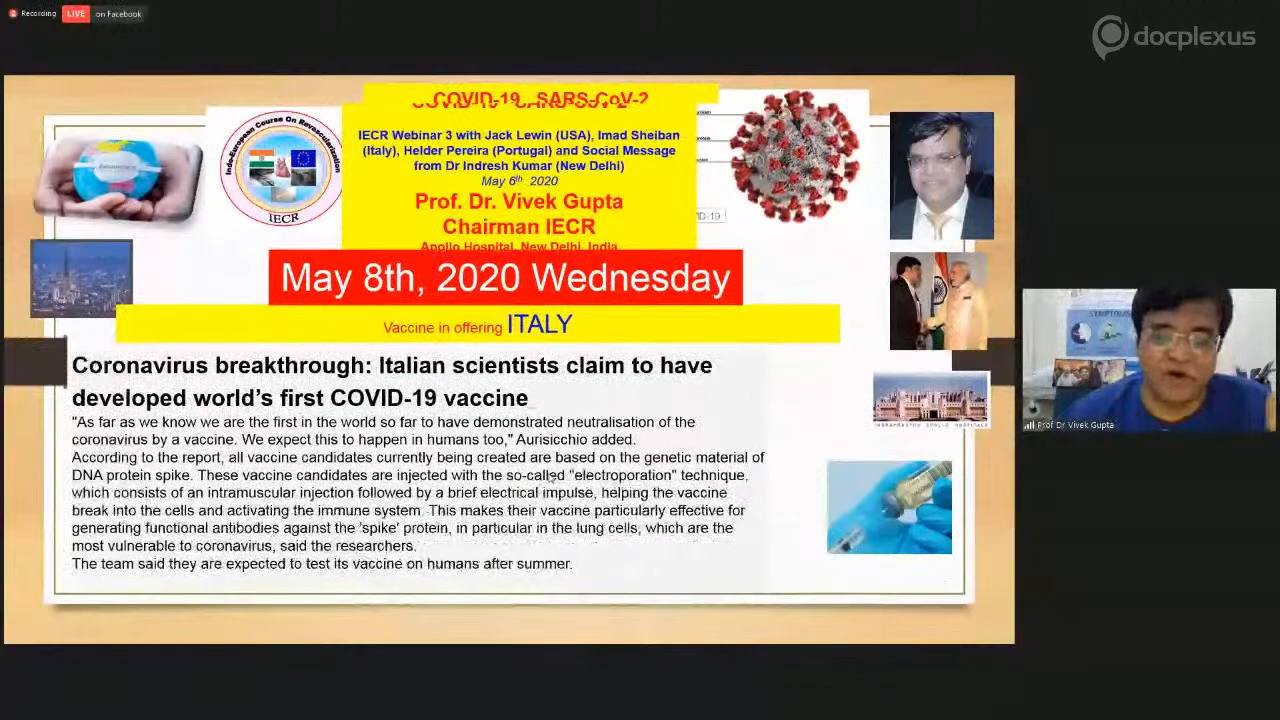 Recording
LIVE
on Facebook
docplexus
COVID-19 SARS-CoV-2
IECR Webinar 3 with Jack Lewin (USA), Imad Sheiban
(Italy), Helder Pereira (Portugal) and Social Message
from Dr Indresh Kumar (New Delhi)
May 6th 2020
Prof. Dr. Vivek Gupta
Chairman IECR
Apollo Hospital, New Delhi, India
Indo-European Course On Revascularization
IECR
May 8th, 2020 Wednesday
Vaccine in offering ITALY
Coronavirus breakthrough: Italian scientists claim to have
developed world’s first COVID-19 vaccine
"As far as we know we are the first in the world so far to have demonstrated neutralisation of the
coronavirus by a vaccine. We expect this to happen in humans too," Aurisicchio added.
According to the report, all vaccine candidates currently being created are based on the genetic material of
DNA protein spike. These vaccine candidates are injected with the so-called "electroporation" technique,
which consists of an intramuscular injection followed by a brief electrical impulse, helping the vaccine
break into the cells and activating the immune system. This makes their vaccine particularly effective for
generating functional antibodies against the 'spike' protein, in particular in the lung cells, which are the
most vulnerable to coronavirus, said the researchers.
The team said they are expected to test its vaccine on humans after summer.
INDRAPRASTHA APOLLO HOSPITALS
SYMPTOMS
Prof Dr Vivek Gupta